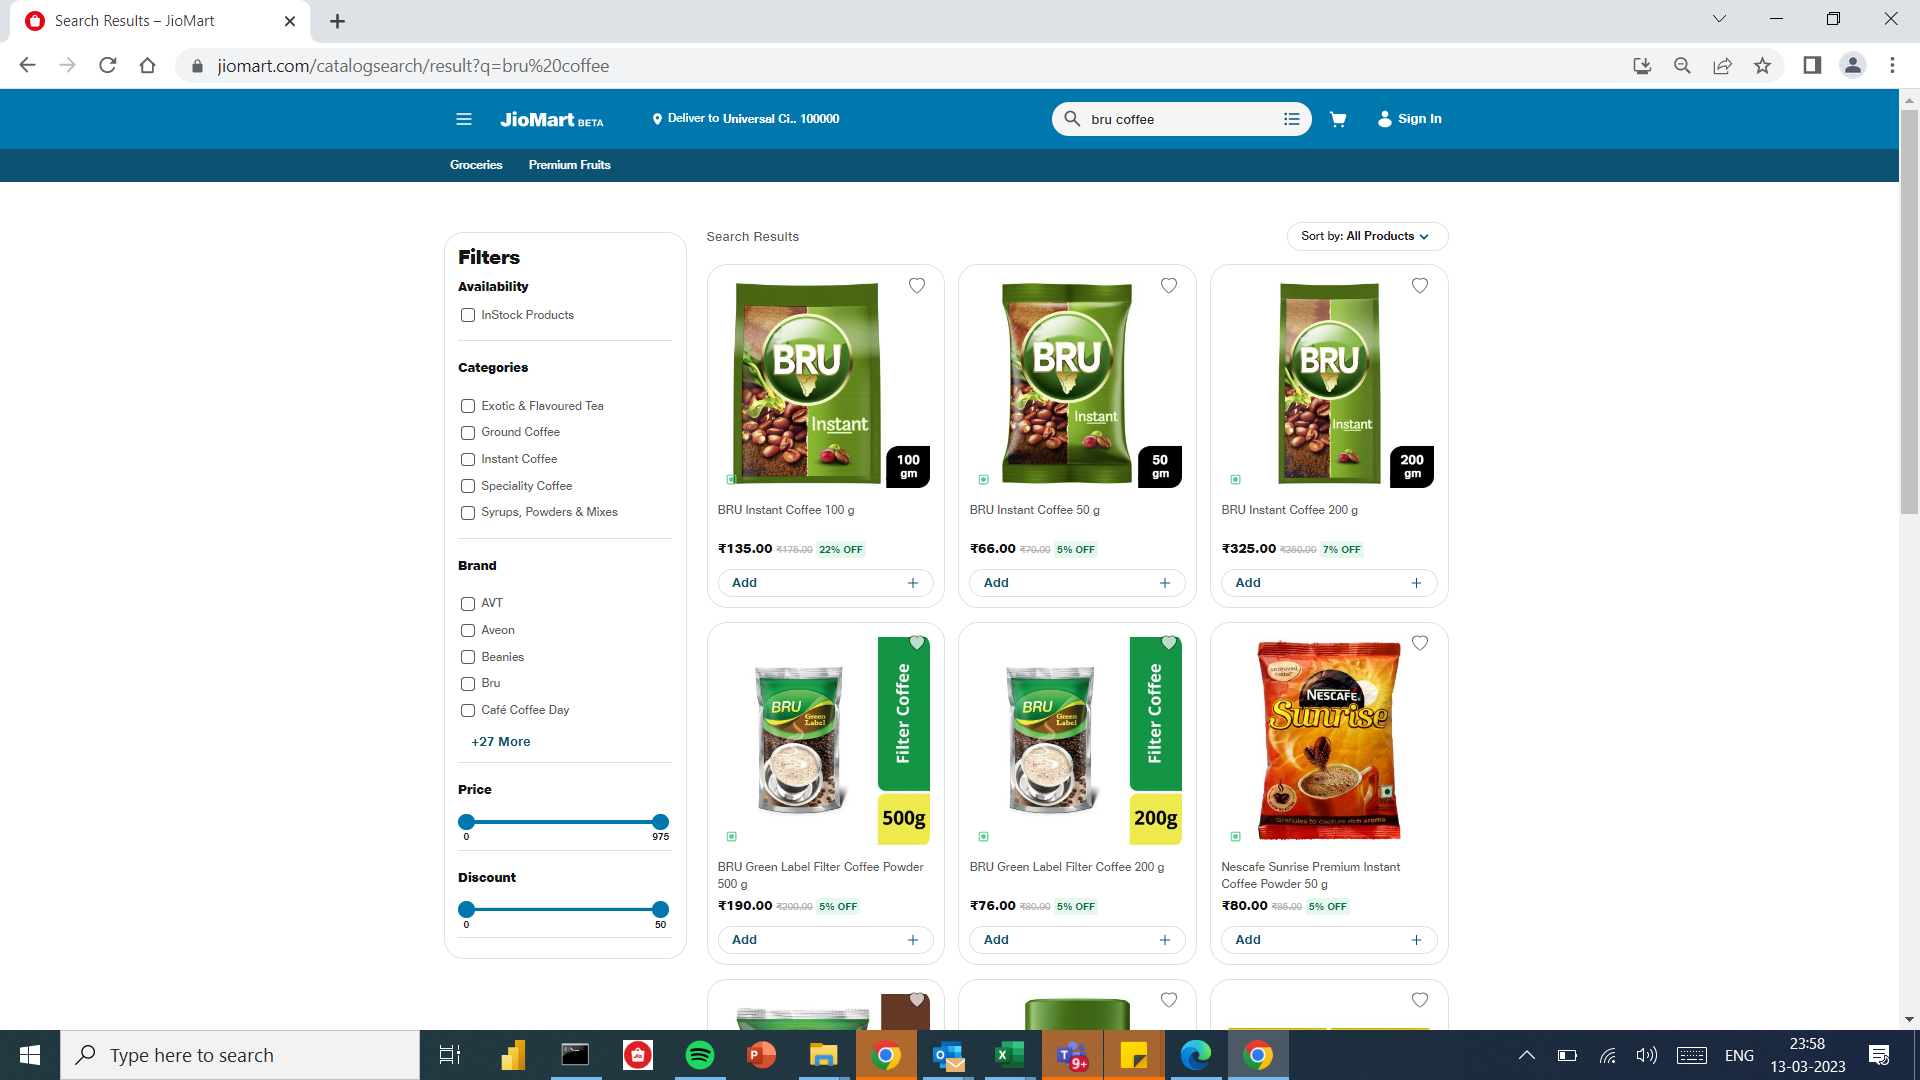 Search Results – JioMart
jiomart.com/catalogsearch/result?q=bru%20coffee
JioMart BETA
Deliver to Universal Ci.. 100000
bru coffee
Sign In
Groceries
Premium Fruits
Filters
Availability
InStock Products
Categories
Exotic & Flavoured Tea
Ground Coffee
Instant Coffee
Speciality Coffee
Syrups, Powders & Mixes
Brand
AVT
Aveon
Beanies
Bru
Café Coffee Day
+27 More
Price
0 975
Discount
0 50
Search Results
Sort by: All Products
BRU
Instant
100
gm
BRU Instant Coffee 100 g
₹135.00 ₹175.00 22% OFF
Add +
BRU
Instant
50
gm
BRU Instant Coffee 50 g
₹66.00 ₹70.00 5% OFF
Add +
BRU
Instant
200
gm
BRU Instant Coffee 200 g
₹325.00 ₹350.00 7% OFF
Add +
BRU
Green
Label
Filter Coffee
500g
BRU Green Label Filter Coffee Powder
500 g
₹190.00 ₹200.00 5% OFF
Add +
BRU
Green
Label
Filter Coffee
200g
BRU Green Label Filter Coffee 200 g
₹76.00 ₹80.00 5% OFF
Add +
NESCAFÉ
Sunrise
Granules to capture rich aroma
Nescafe Sunrise Premium Instant
Coffee Powder 50 g
₹80.00 ₹85.00 5% OFF
Add +
Type here to search
9+
ENG
23:58
13-03-2023